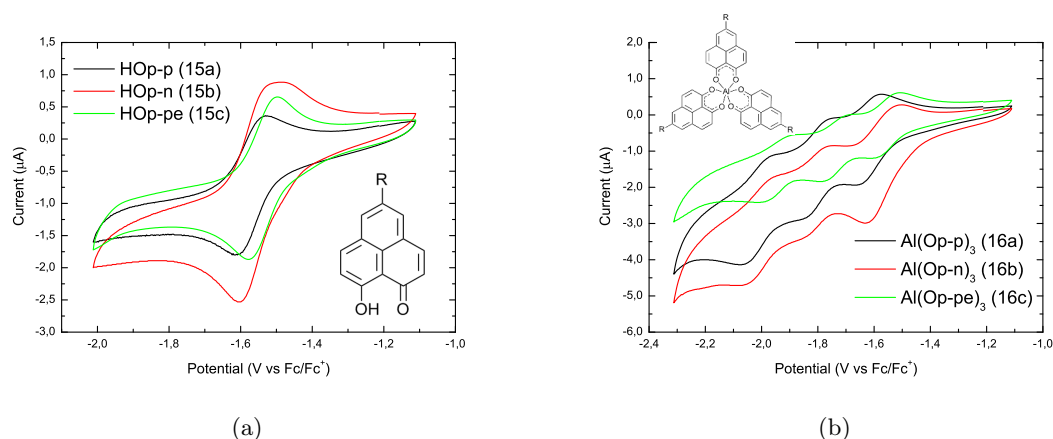 1,5
1,0
0,5
0,0
-0,5
-1,0
-1,5
-2,0
-2,5
-3,0
Current (µA)
HOp-p (15a)
HOp-n (15b)
HOp-pe (15c)
R
OH
O
-2,0
-1,8
-1,6
-1,4
-1,2
-1,0
Potential (V vs Fc/Fc⁺)
(a)
2,0
1,0
0,0
-1,0
-2,0
-3,0
-4,0
-5,0
-6,0
Current (µA)
R
O
O
O
Al
O
O
O
R
R
Al(Op-p)₃ (16a)
Al(Op-n)₃ (16b)
Al(Op-pe)₃ (16c)
-2,4
-2,2
-2,0
-1,8
-1,6
-1,4
-1,2
-1,0
Potential (V vs Fc/Fc⁺)
(b)